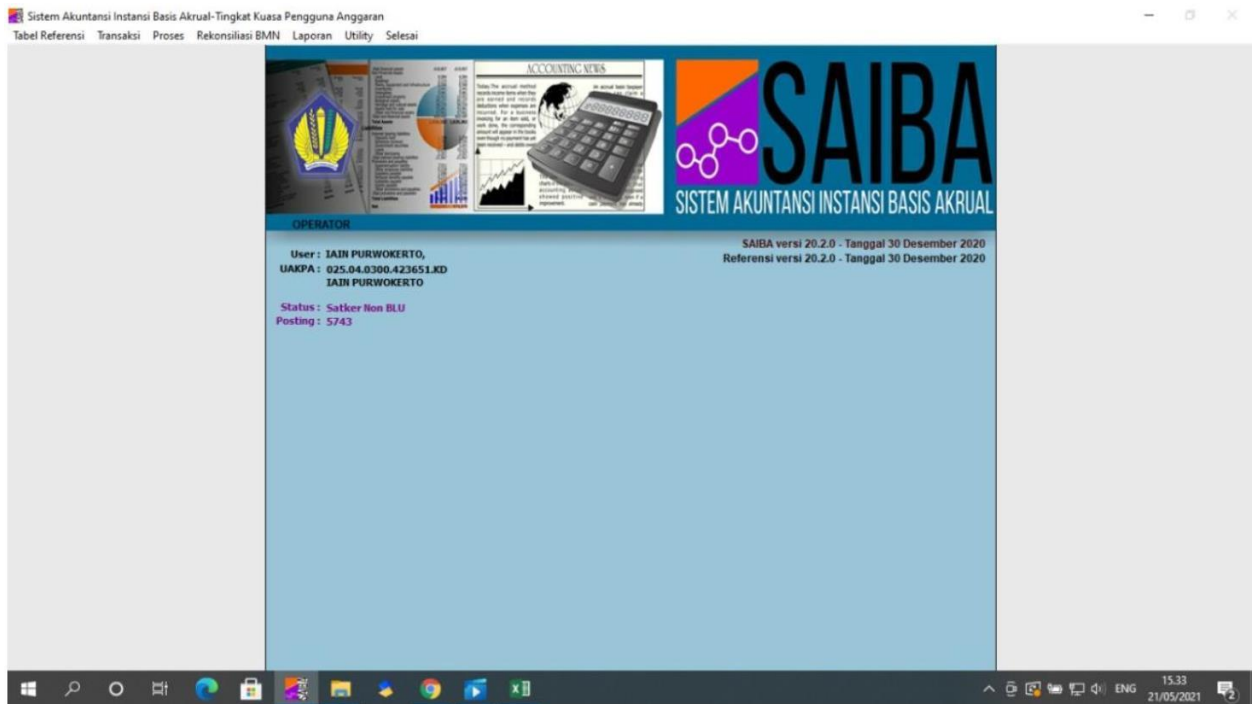 Sistem Akuntansi Instansi Basis Akrual-Tingkat Kuasa Pengguna Anggaran
Tabel Referensi Transaksi Proses Rekonsiliasi BMN Laporan Utility Selesai
ACCOUNTING NEWS
SAIBA
SISTEM AKUNTANSI INSTANSI BASIS AKRUAL
OPERATOR
SAIBA versi 20.2.0 - Tanggal 30 Desember 2020
Referensi versi 20.2.0 - Tanggal 30 Desember 2020
User : IAIN PURWOKERTO,
UAKPA : 025.04.0300.423651.KD
IAIN PURWOKERTO
Status : Satker Non BLU
Posting : 5743
ENG
15.33
21/05/2021
2